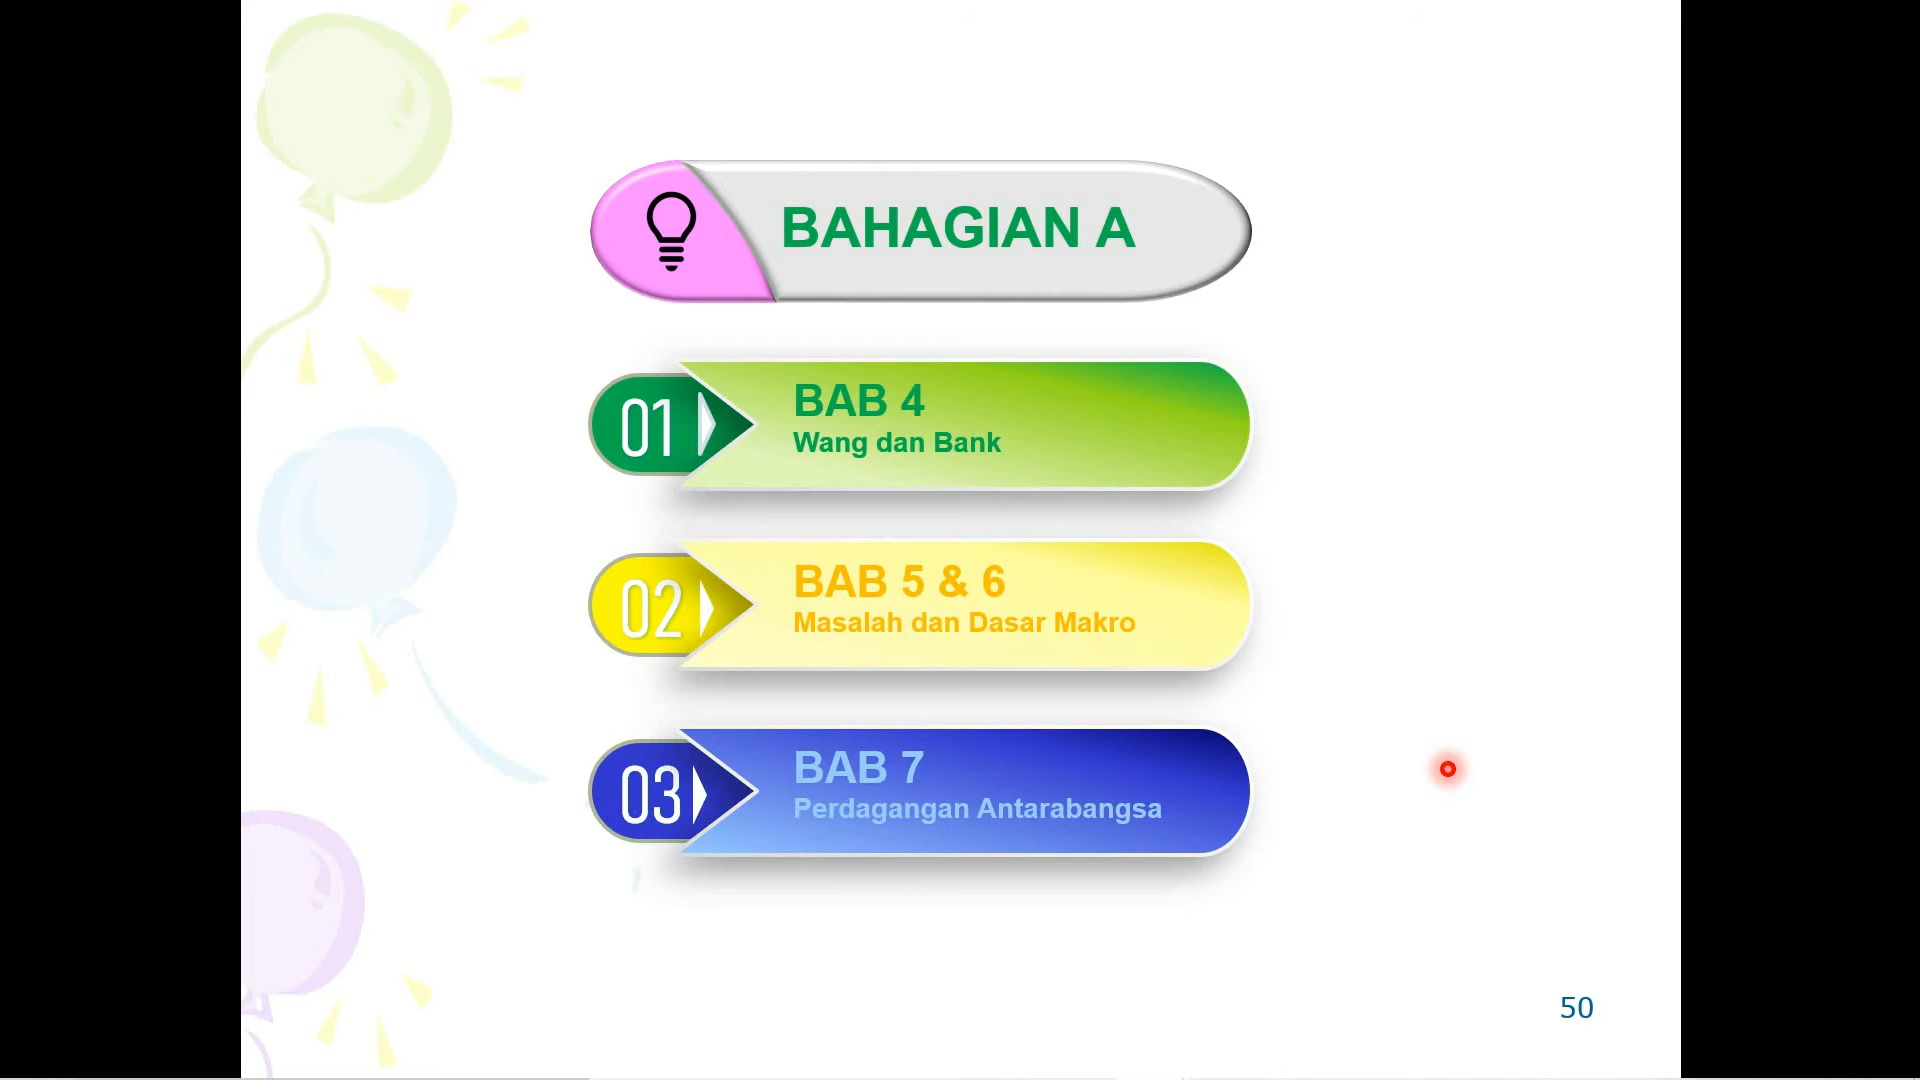 BAHAGIAN A
01
BAB 4
Wang dan Bank
02
BAB 5 & 6
Masalah dan Dasar Makro
03
BAB 7
Perdagangan Antarabangsa
50